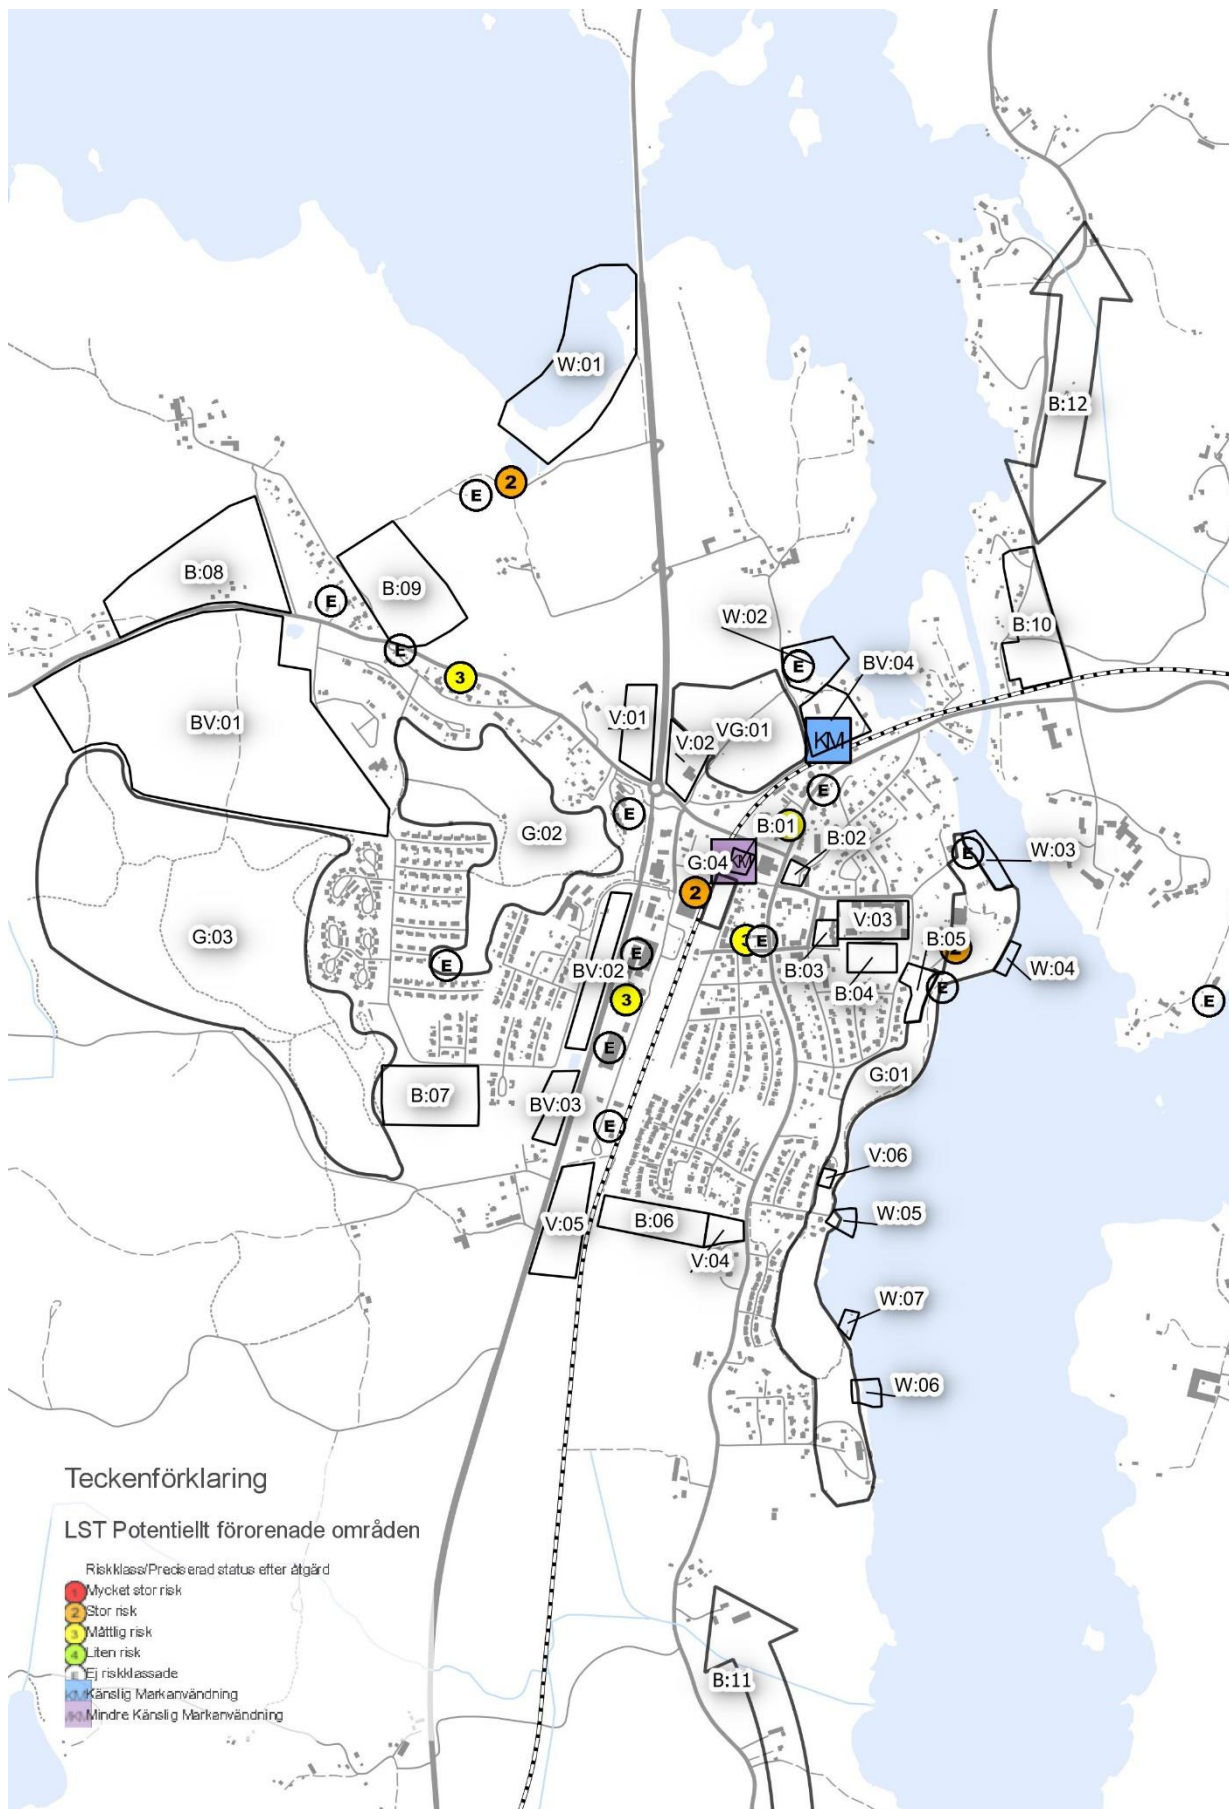 W:01
B:12
2
E
B:08
B:09
E
B:10
W:02
E
E
BV:04
3
BV:01
V:01
VG:01
V:02
KM
E
E
G:02
B:01
B:02
W:03
E
G:04
2
V:03
G:03
B:05
3
E
E
BV:02
B:03
W:04
E
B:04
E
3
E
E
G:01
B:07
BV:03
E
V:06
W:05
V:05
B:06
V:04
W:07
W:06
Teckenförklaring
LST Potentiellt förorenade områden
Riskklass/Preciserad status efter åtgärd
1 Mycket stor risk
2 Stor risk
3 Måttlig risk
4 Liten risk
E Ej riskklassade
KM Känslig Markanvändning
MKM Mindre Känslig Markanvändning
B:11